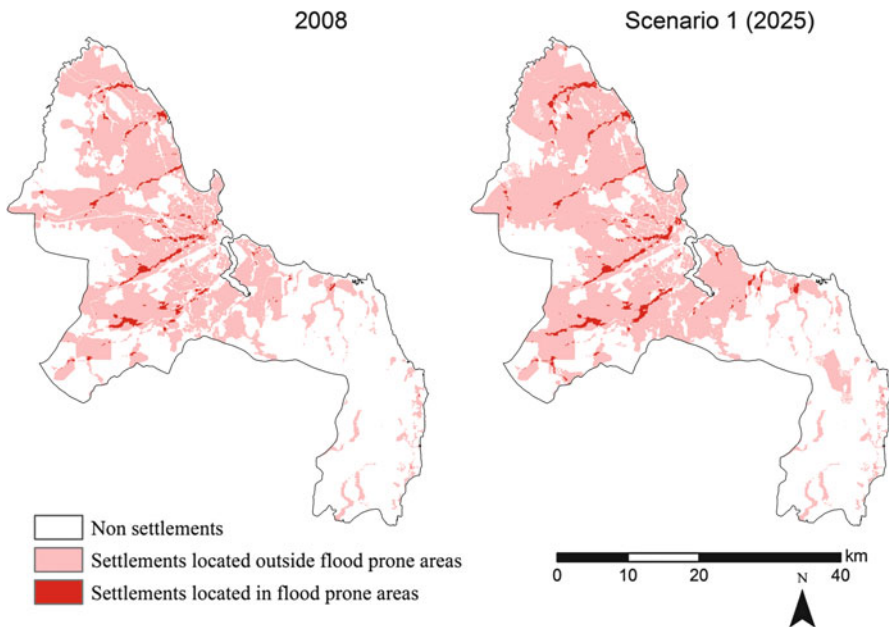 2008
Scenario 1 (2025)
Non settlements
Settlements located outside flood prone areas
Settlements located in flood prone areas
km
0 10 20 40
N